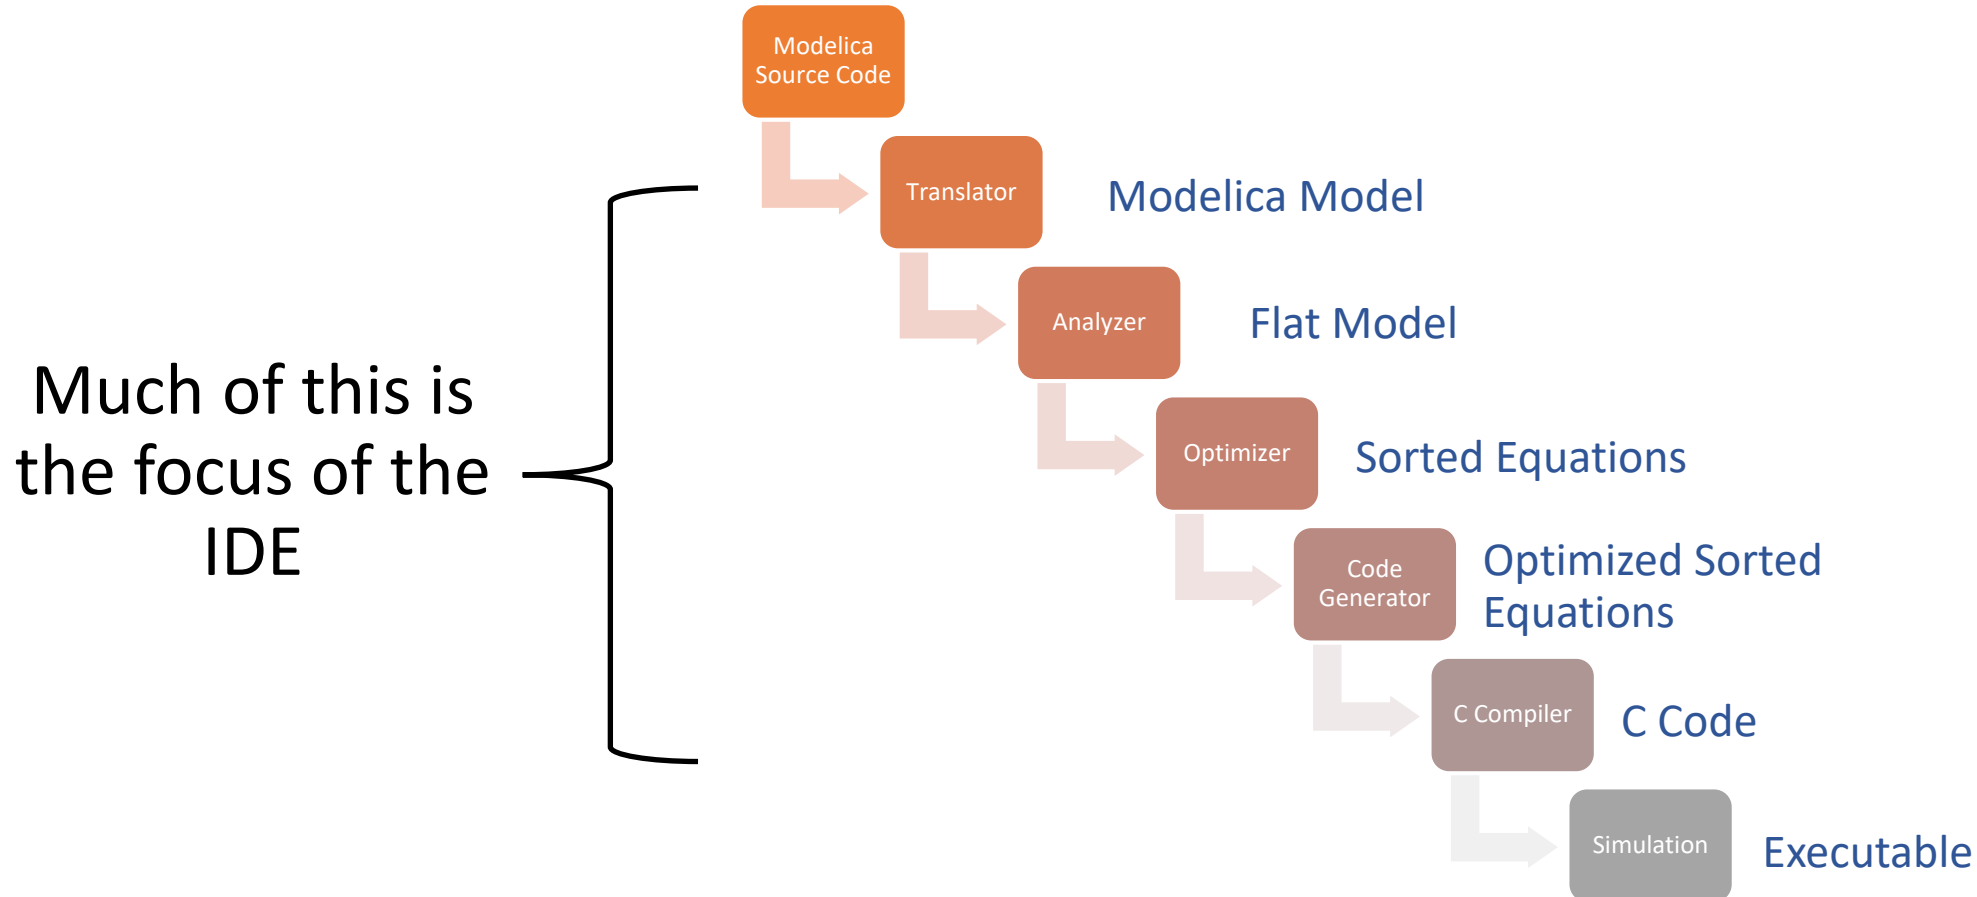 Modelica
Source Code
Translator
Modelica Model
Analyzer
Flat Model
Much of this is
the focus of the
IDE
Optimizer
Sorted Equations
Code
Generator
Optimized Sorted
Equations
C Compiler
C Code
Simulation
Executable